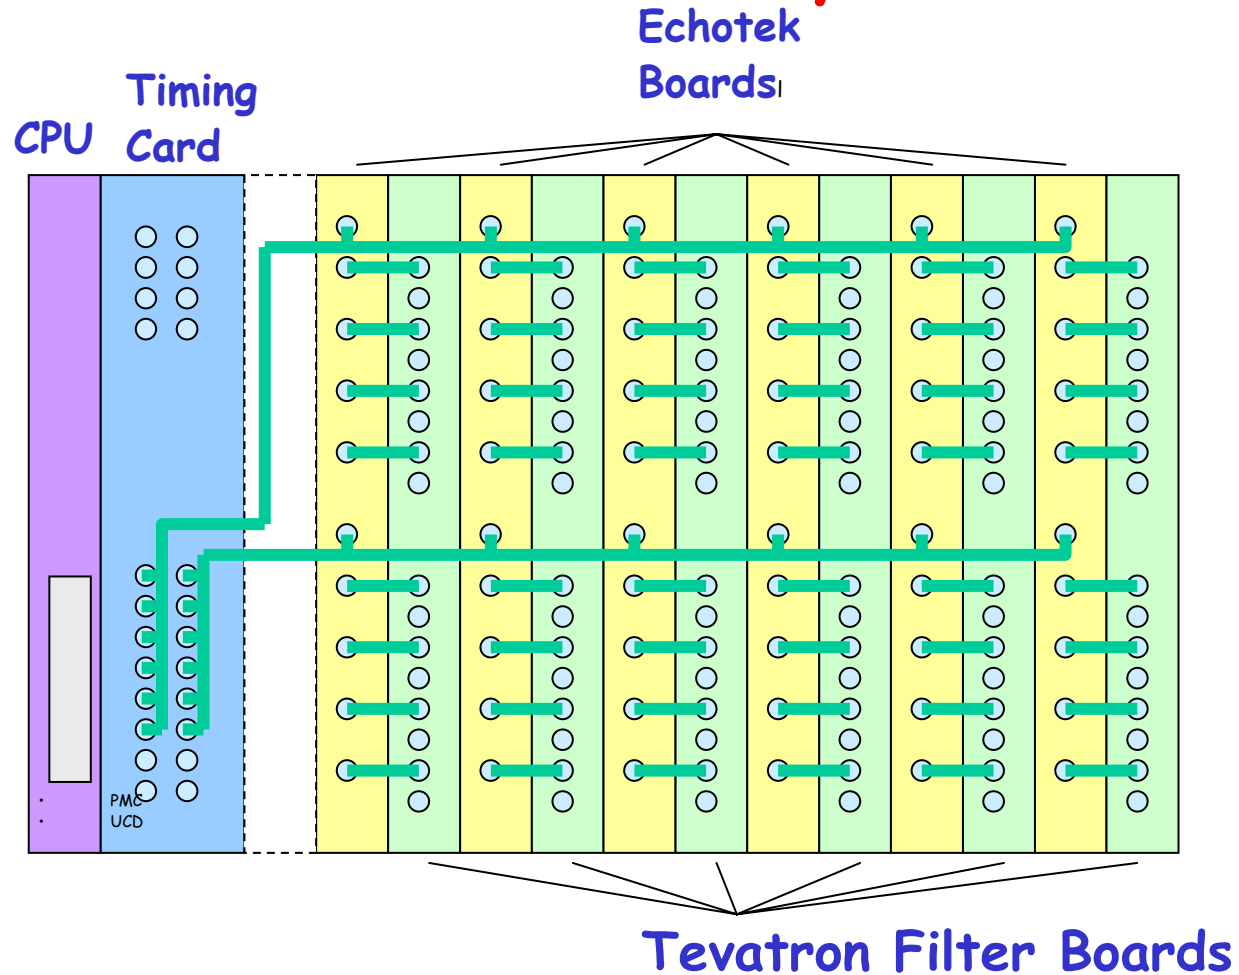 Echotek
Boards
Timing
Card
CPU
PMC
UCD
Tevatron Filter Boards